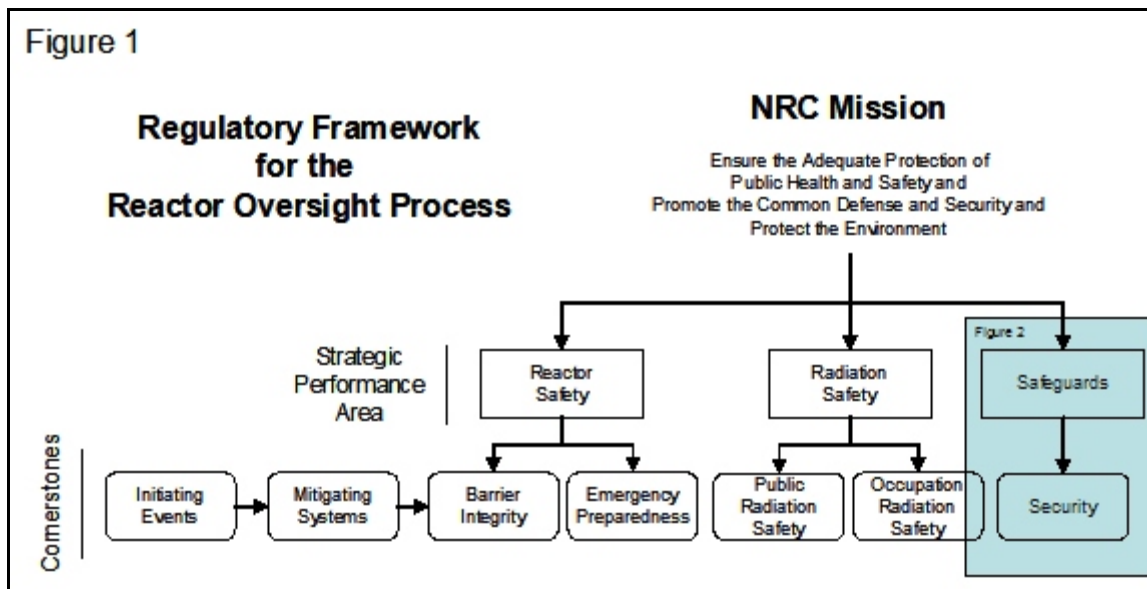 Figure 1
Regulatory Framework
for the
Reactor Oversight Process
NRC Mission
Ensure the Adequate Protection of
Public Health and Safety and
Promote the Common Defense and Security and
Protect the Environment
Strategic
Performance
Area
Reactor
Safety
Radiation
Safety
Figure 2
Safeguards
Cornerstones
Initiating
Events
Mitigating
Systems
Barrier
Integrity
Emergency
Preparedness
Public
Radiation
Safety
Occupation
Radiation
Safety
Security